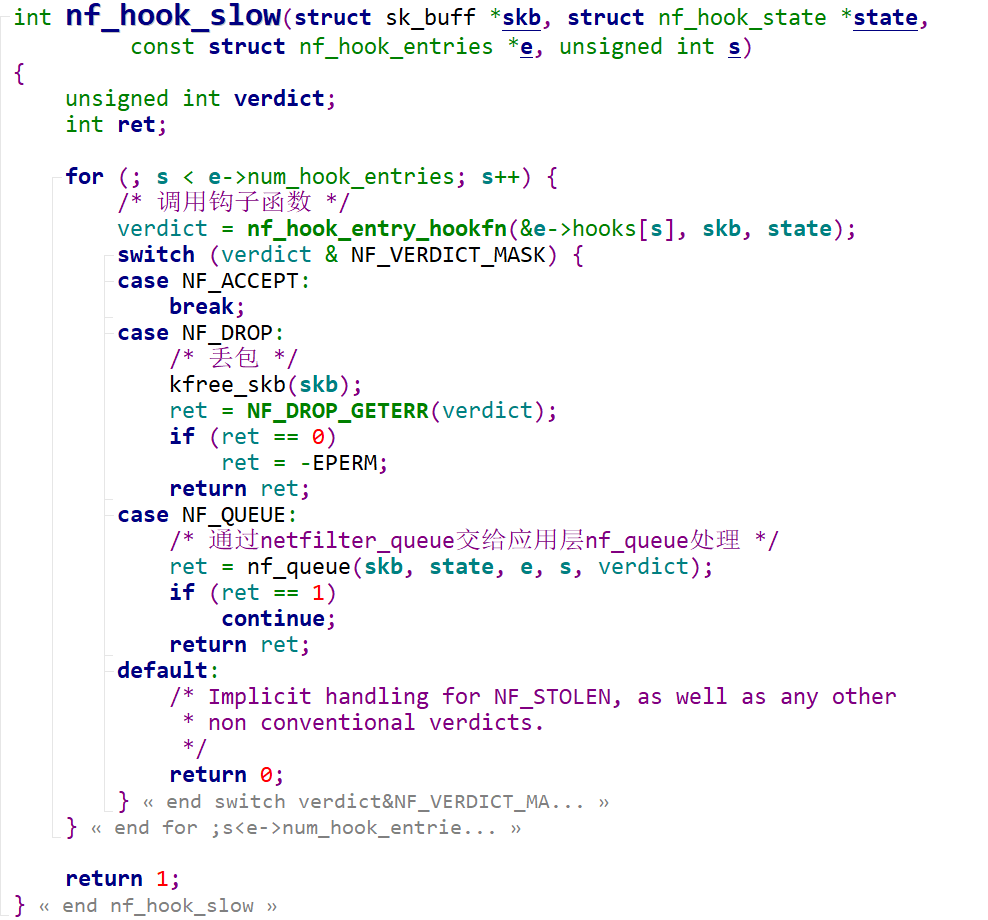 int nf_hook_slow(struct sk_buff *skb, struct nf_hook_state *state,
         const struct nf_hook_entries *e, unsigned int s)
{
    unsigned int verdict;
    int ret;

    for (; s < e->num_hook_entries; s++) {
        /* 调用钩子函数 */
        verdict = nf_hook_entry_hookfn(&e->hooks[s], skb, state);
        switch (verdict & NF_VERDICT_MASK) {
        case NF_ACCEPT:
            break;
        case NF_DROP:
            /* 丢包 */
            kfree_skb(skb);
            ret = NF_DROP_GETERR(verdict);
            if (ret == 0)
                ret = -EPERM;
            return ret;
        case NF_QUEUE:
            /* 通过netfilter_queue交给应用层nf_queue处理 */
            ret = nf_queue(skb, state, e, s, verdict);
            if (ret == 1)
                continue;
            return ret;
        default:
            /* Implicit handling for NF_STOLEN, as well as any other
             * non conventional verdicts.
             */
            return 0;
        } « end switch verdict&NF_VERDICT_MA... »
    } « end for ;s<e->num_hook_entrie... »

    return 1;
} « end nf_hook_slow »